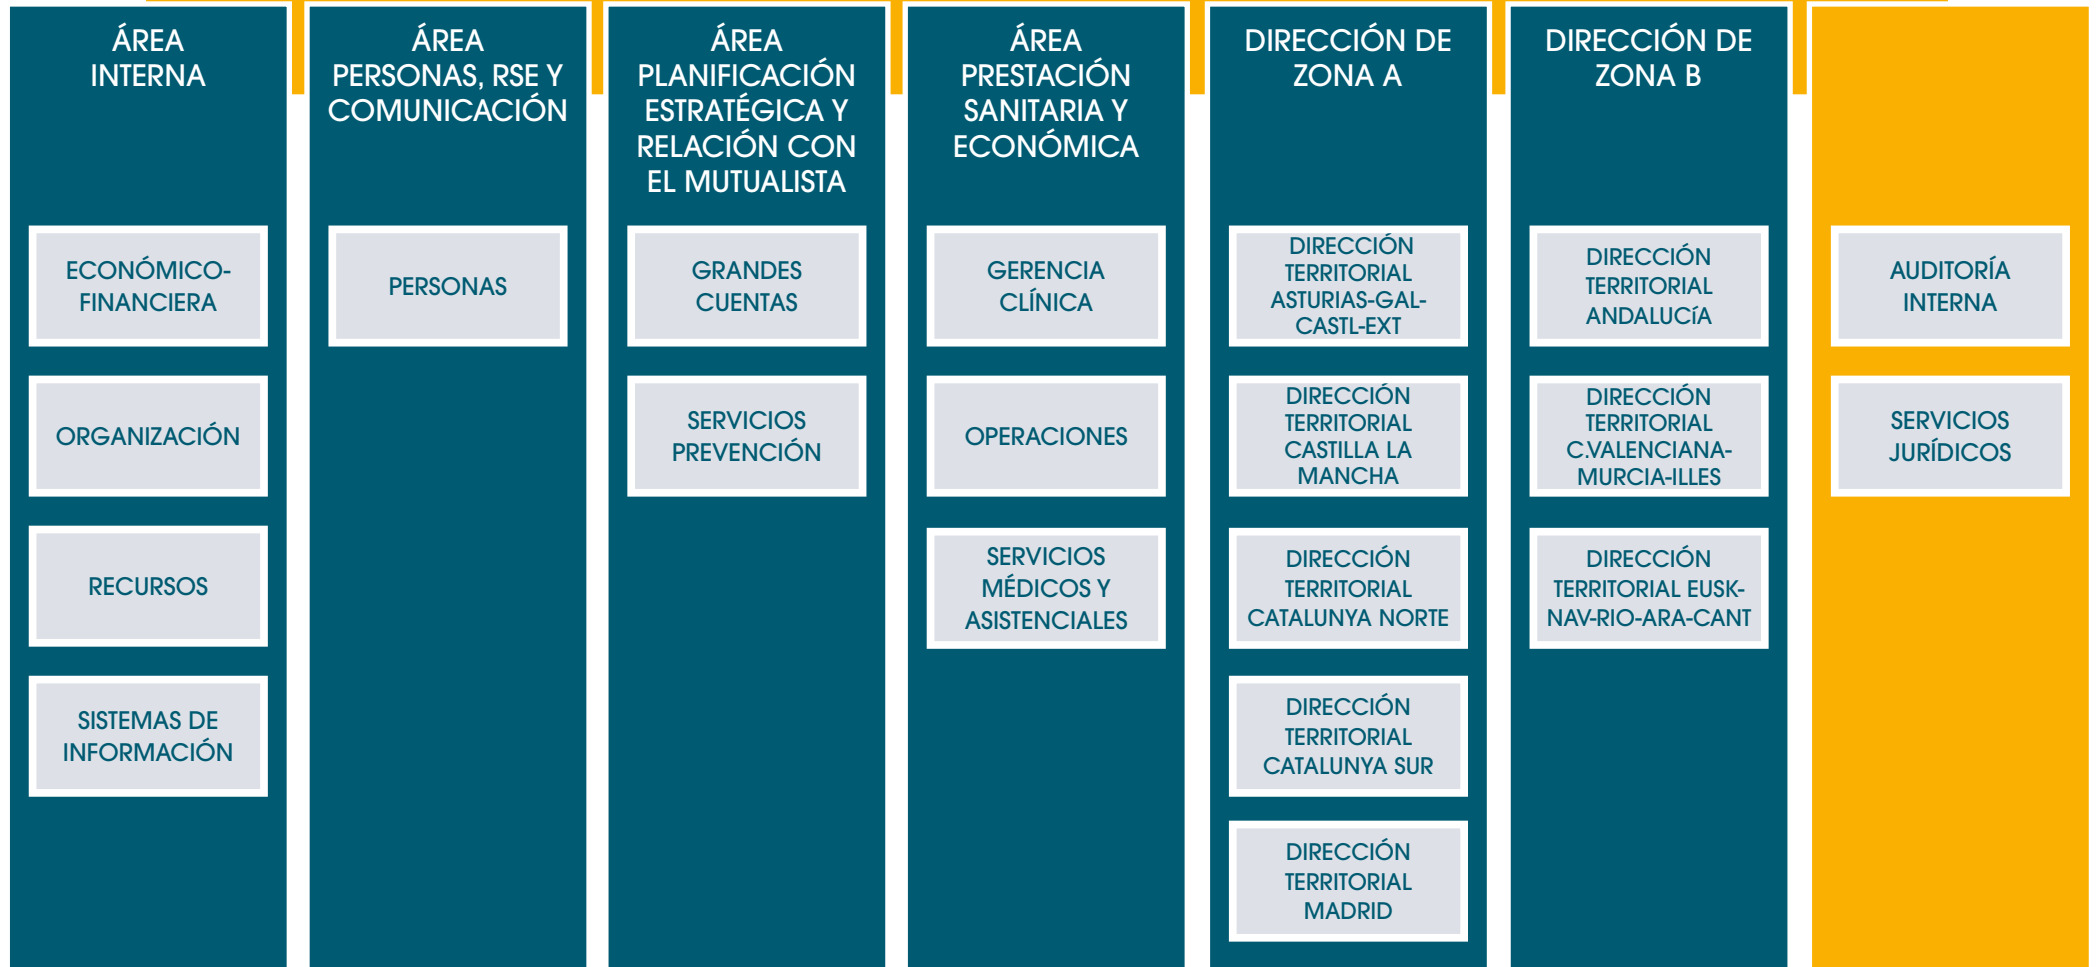 ÁREA
INTERNA
ECONÓMICO-
FINANCIERA
ORGANIZACIÓN
RECURSOS
SISTEMAS DE
INFORMACIÓN
ÁREA
PERSONAS, RSE Y
COMUNICACIÓN
PERSONAS
ÁREA
PLANIFICACIÓN
ESTRATÉGICA Y
RELACIÓN CON
EL MUTUALISTA
GRANDES
CUENTAS
SERVICIOS
PREVENCIÓN
ÁREA
PRESTACIÓN
SANITARIA Y
ECONÓMICA
GERENCIA
CLÍNICA
OPERACIONES
SERVICIOS
MÉDICOS Y
ASISTENCIALES
DIRECCIÓN DE
ZONA A
DIRECCIÓN
TERRITORIAL
ASTURIAS-GAL-
CASTL-EXT
DIRECCIÓN
TERRITORIAL
CASTILLA LA
MANCHA
DIRECCIÓN
TERRITORIAL
CATALUNYA NORTE
DIRECCIÓN
TERRITORIAL
CATALUNYA SUR
DIRECCIÓN
TERRITORIAL
MADRID
DIRECCIÓN DE
ZONA B
DIRECCIÓN
TERRITORIAL
ANDALUCíA
DIRECCIÓN
TERRITORIAL
C.VALENCIANA-
MURCIA-ILLES
DIRECCIÓN
TERRITORIAL EUSK-
NAV-RIO-ARA-CANT
AUDITORÍA
INTERNA
SERVICIOS
JURÍDICOS